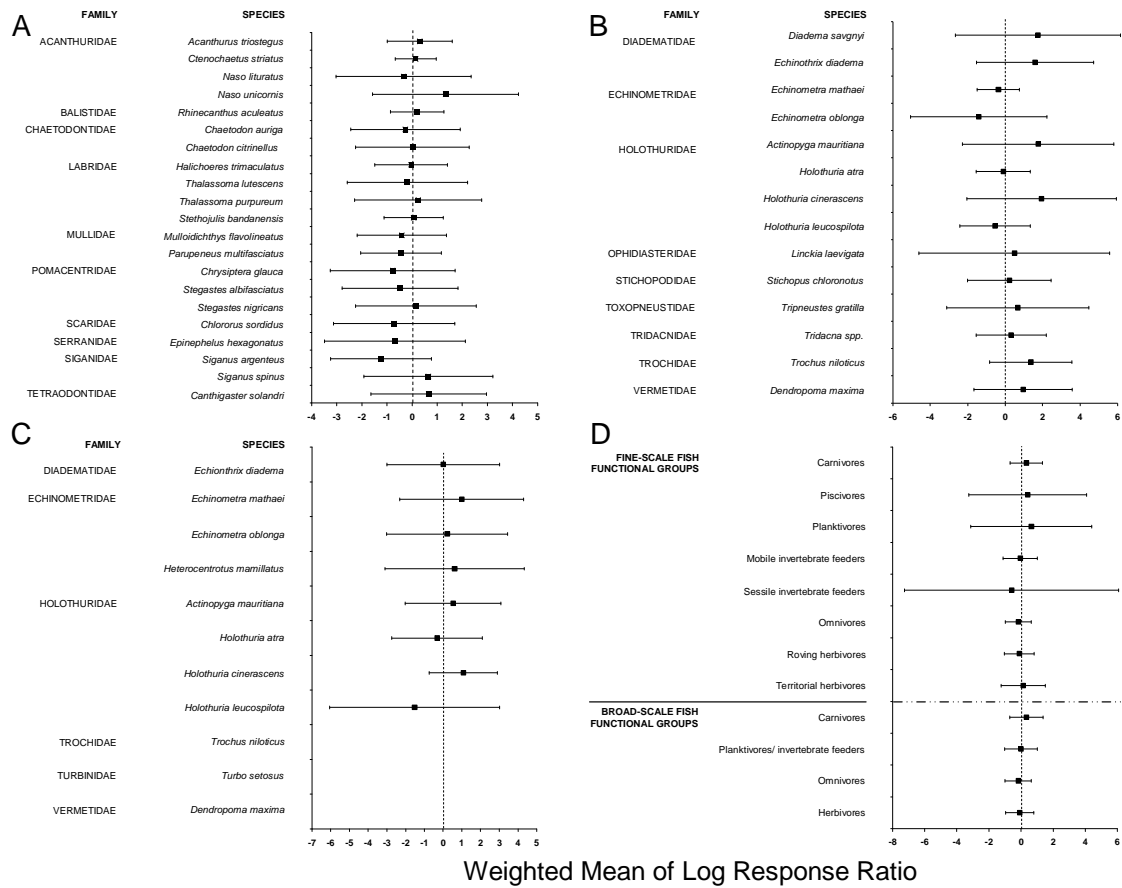 A
FAMILY SPECIES
ACANTHURIDAE Acanthurus triostegus
Ctenochaetus striatus
Naso lituratus
Naso unicornis
BALISTIDAE Rhinecanthus aculeatus
CHAETODONTIDAE Chaetodon auriga
Chaetodon citrinellus
LABRIDAE Halichoeres trimaculatus
Thalassoma lutescens
Thalassoma purpureum
Stethojulis bandanensis
MULLIDAE Mulloidichthys flavolineatus
Parupeneus multifasciatus
POMACENTRIDAE Chrysiptera glauca
Stegastes albifasciatus
Stegastes nigricans
SCARIDAE Chlororus sordidus
SERRANIDAE Epinephelus hexagonatus
SIGANIDAE Siganus argenteus
Siganus spinus
TETRAODONTIDAE Canthigaster solandri
-4 -3 -2 -1 0 1 2 3 4 5
B
FAMILY SPECIES
DIADEMATIDAE Diadema savgnyi
Echinothrix diadema
ECHINOMETRIDAE Echinometra mathaei
Echinometra oblonga
HOLOTHURIDAE Actinopyga mauritiana
Holothuria atra
Holothuria cinerascens
Holothuria leucospilota
OPHIDIASTERIDAE Linckia laevigata
STICHOPODIDAE Stichopus chloronotus
TOXOPNEUSTIDAE Tripneustes gratilla
TRIDACNIDAE Tridacna spp.
TROCHIDAE Trochus niloticus
VERMETIDAE Dendropoma maxima
-6 -4 -2 0 2 4 6
C
FAMILY SPECIES
DIADEMATIDAE Echionthrix diadema
ECHINOMETRIDAE Echinometra mathaei
Echinometra oblonga
Heterocentrotus mamillatus
HOLOTHURIDAE Actinopyga mauritiana
Holothuria atra
Holothuria cinerascens
Holothuria leucospilota
TROCHIDAE Trochus niloticus
TURBINIDAE Turbo setosus
VERMETIDAE Dendropoma maxima
-7 -6 -5 -4 -3 -2 -1 0 1 2 3 4 5
D
FINE-SCALE FISH
FUNCTIONAL GROUPS
Carnivores
Piscivores
Planktivores
Mobile invertebrate feeders
Sessile invertebrate feeders
Omnivores
Roving herbivores
Territorial herbivores
BROAD-SCALE FISH
FUNCTIONAL GROUPS
Carnivores
Planktivores/ invertebrate feeders
Omnivores
Herbivores
-8 -6 -4 -2 0 2 4 6
Weighted Mean of Log Response Ratio